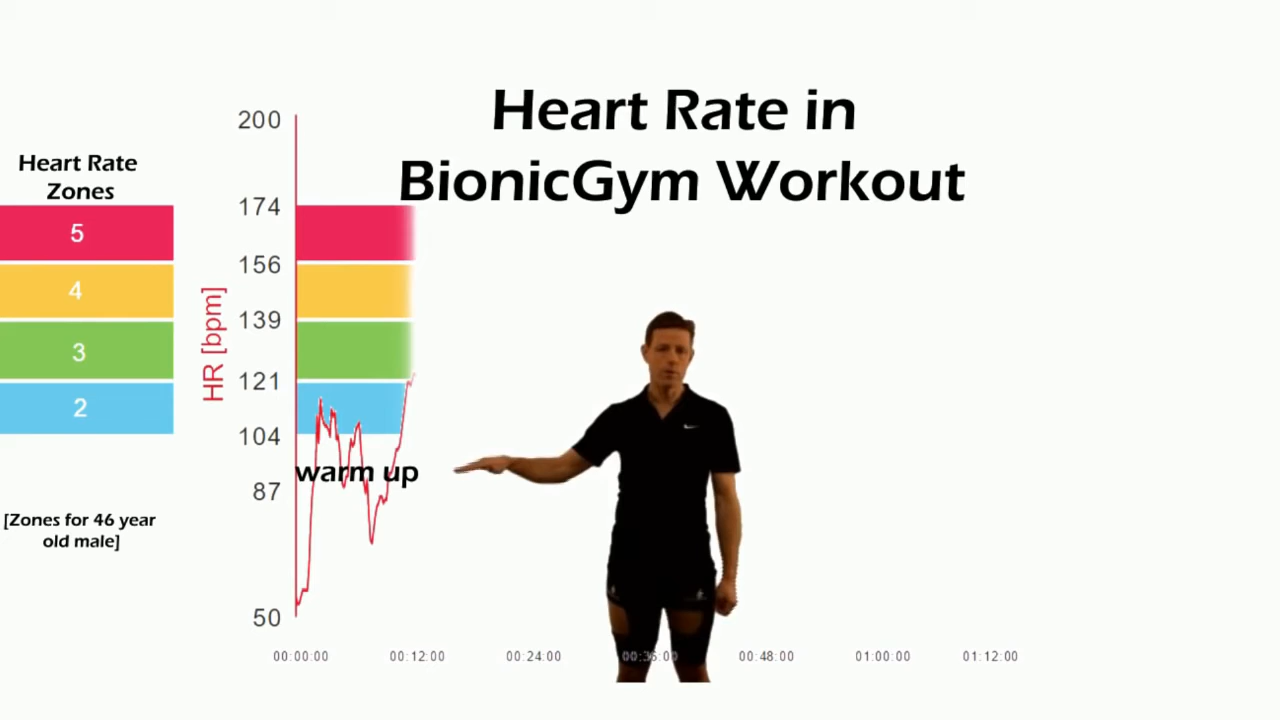 Heart Rate in
BionicGym Workout
Heart Rate
Zones
5
4
3
2
[Zones for 46 year
old male]
HR [bpm]
200
174
156
139
121
104
87
50
warm up
00:00:00
00:12:00
00:24:00
00:36:00
00:48:00
01:00:00
01:12:00